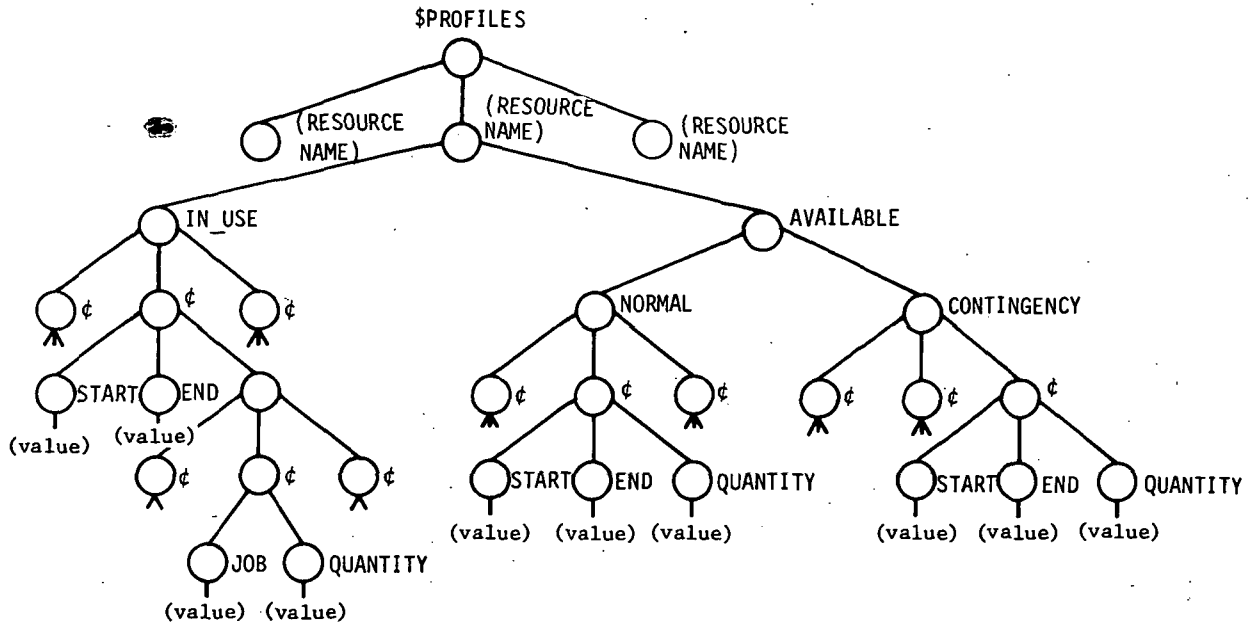 $PROFILES
(RESOURCE
NAME)
(RESOURCE
NAME)
(RESOURCE
NAME)
IN_USE
AVAILABLE
¢
¢
¢
NORMAL
CONTINGENCY
START
END
¢
¢
¢
¢
¢
¢
(value)
(value)
¢
¢
¢
START
END
QUANTITY
START
END
QUANTITY
(value)
(value)
(value)
(value)
(value)
(value)
JOB
QUANTITY
(value)
(value)